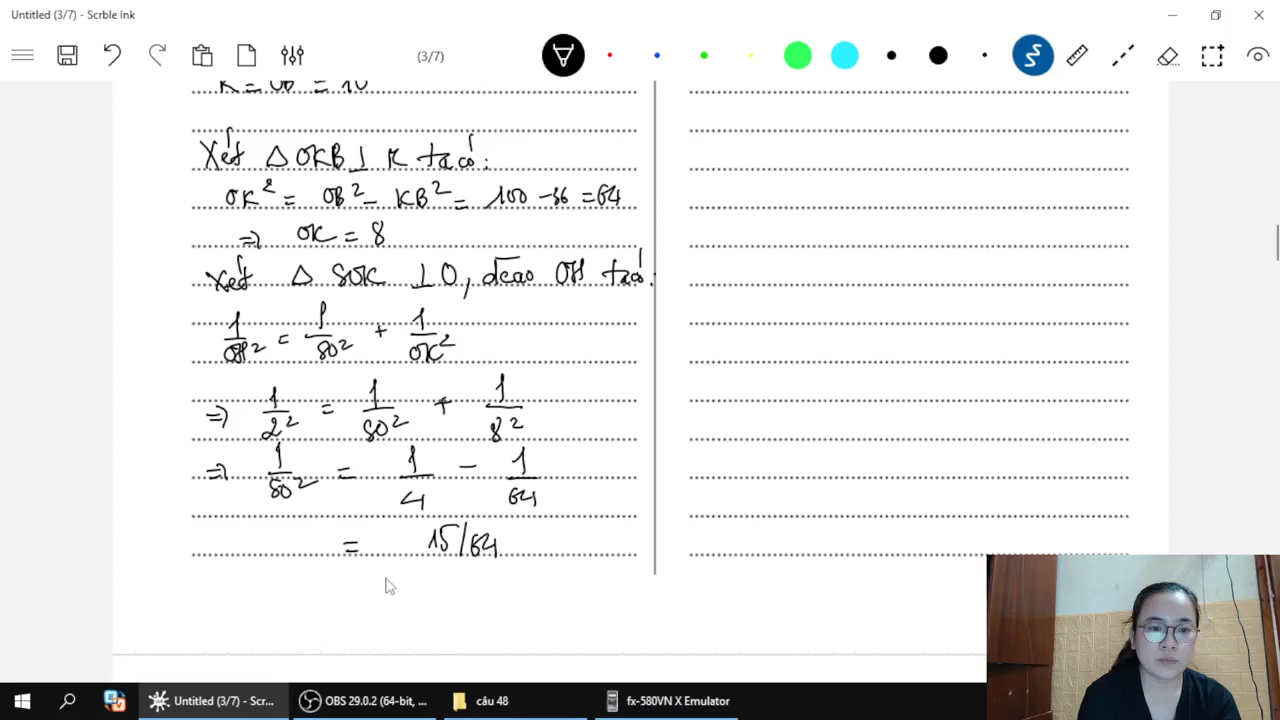 Untitled (3/7) - Scrble Ink
(3/7)
R = OB = 10
Xét △ OKB ⊥ K ta có:
OK² = OB² - KB² = 100 - 36 = 64
⇒ OK = 8
Xét △ SOK ⊥ O, đcao OH ta có:
1/OH² = 1/SO² + 1/OK²
⇒ 1/2² = 1/SO² + 1/8²
⇒ 1/SO² = 1/4 - 1/64
= 15/64
Untitled (3/7) - Scr...
OBS 29.0.2 (64-bit, ...
câu 48
fx-580VN X Emulator